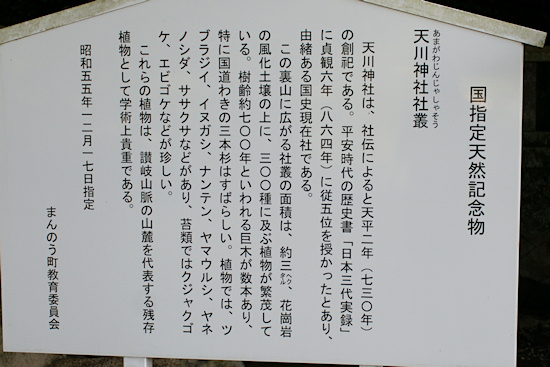 国指定天然記念物
あまがわじんじゃしゃそう
天川神社社叢
天川神社は、社伝によると天平二年（七三〇年）
の創祀である。平安時代の歴史書「日本三代実録」
に貞観六年（八六四年）に従五位を授かったとあり、
由緒ある国史現在社である。
この裏山に広がる社叢の面積は、約三ヘクタル、花崗岩
の風化土壌の上に、三〇〇種に及ぶ植物が繁茂して
いる。樹齢約七〇〇年といわれる巨木が数本あり、
特に国道わきの三本杉はすばらしい。植物では、ツ
ブラジイ、イヌガシ、ナンテン、ヤマウルシ、ヤネ
ノシダ、ササクサなどがあり、苔類ではクジャクゴ
ケ、エビゴケなどが珍しい。
これらの植物は、讃岐山脈の山麓を代表する残存
植物として学術上貴重である。
昭和五五年一二月一七日指定
まんのう町教育委員会